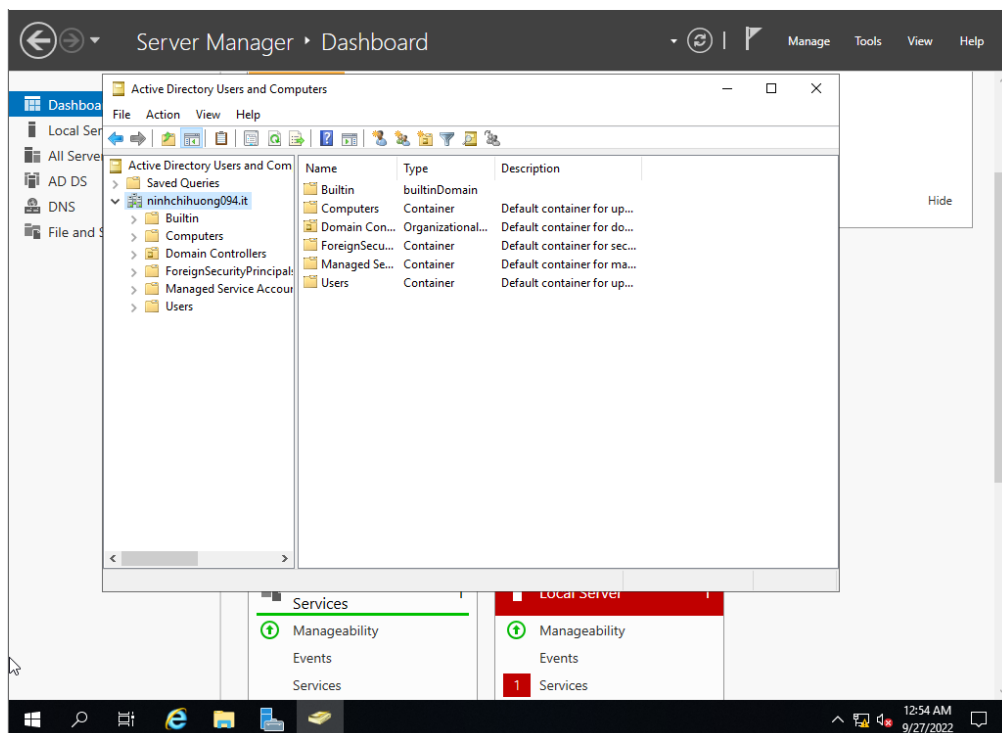 Server Manager ‣ Dashboard
Manage Tools View Help
Dashboa
Local Ser
All Server
AD DS
DNS
File and S
Hide
Active Directory Users and Computers
File Action View Help
Active Directory Users and Com
Saved Queries
ninhchihuong094.it
Builtin
Computers
Domain Controllers
ForeignSecurityPrincipals
Managed Service Accour
Users
Name Type Description
Builtin builtinDomain
Computers Container Default container for up...
Domain Con... Organizational... Default container for do...
ForeignSecu... Container Default container for sec...
Managed Se... Container Default container for ma...
Users Container Default container for up...
Services 1
Manageability
Events
Services
Local Server 1
Manageability
Events
1 Services
12:54 AM
9/27/2022